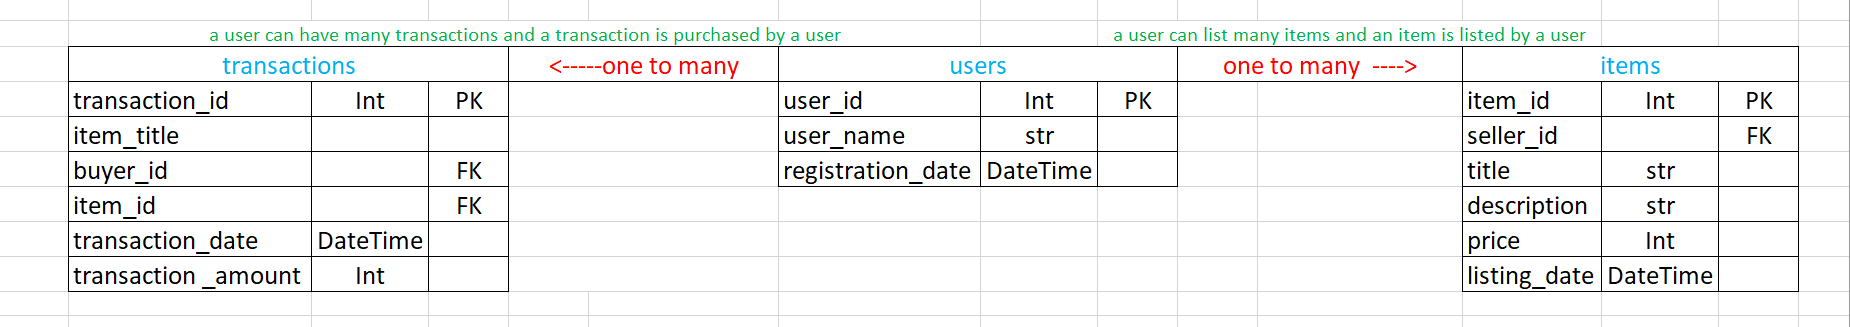 a user can have many transactions and a transaction is purchased by a user a user can list many items and an item is listed by a user
transactions <-----one to many users one to many ----> items
transaction_id Int PK user_id Int PK item_id Int PK
item_title user_name str seller_id FK
buyer_id FK registration_date DateTime title str
item_id FK description str
transaction_date DateTime price Int
transaction _amount Int listing_date DateTime